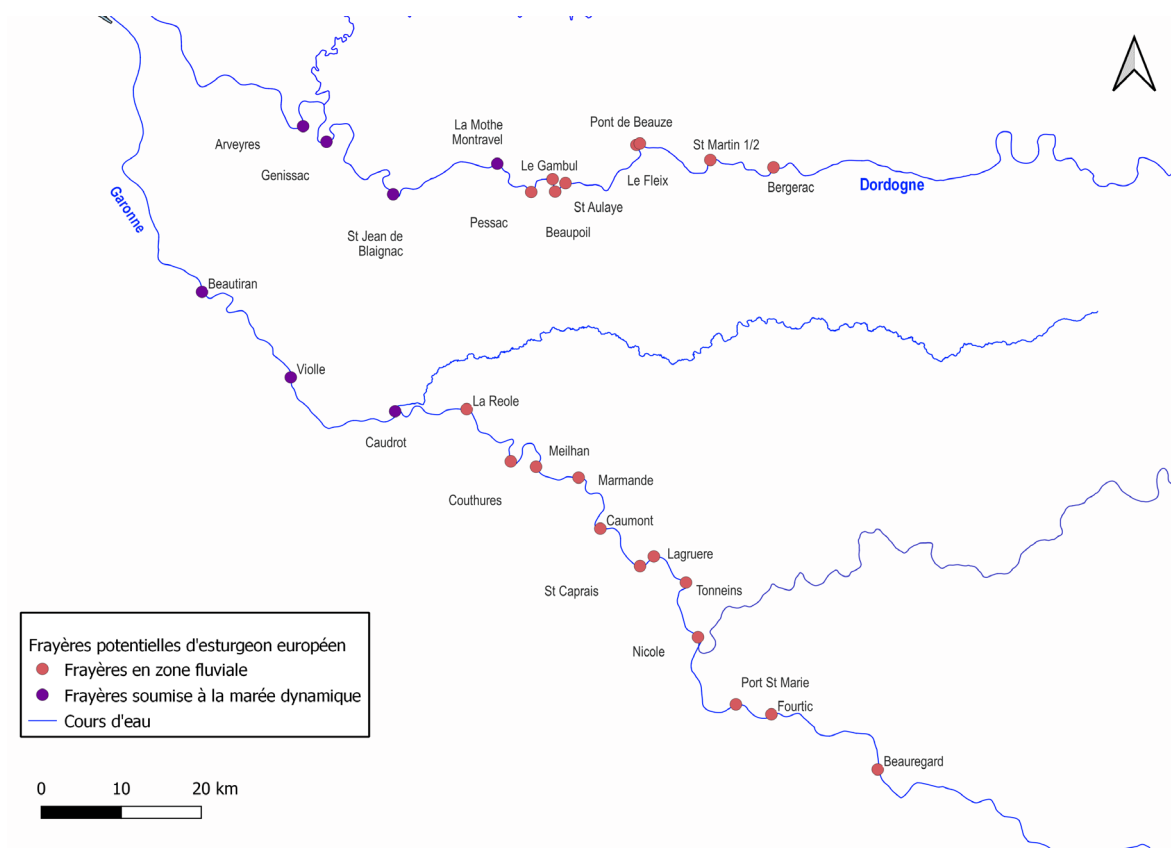 Pont de Beauze
La Mothe
Montravel
St Martin 1/2
Arveyres
Le Gambul
Genissac
Le Fleix
Bergerac
Dordogne
Garonne
St Aulaye
Pessac
Beaupoil
St Jean de
Blaignac
Beautiran
Violle
La Reole
Caudrot
Meilhan
Marmande
Couthures
Caumont
Lagruere
St Caprais
Tonneins
Nicole
Port St Marie
Fourtic
Beauregard
Frayères potentielles d'esturgeon européen
Frayères en zone fluviale
Frayères soumise à la marée dynamique
Cours d'eau
0 10 20 km